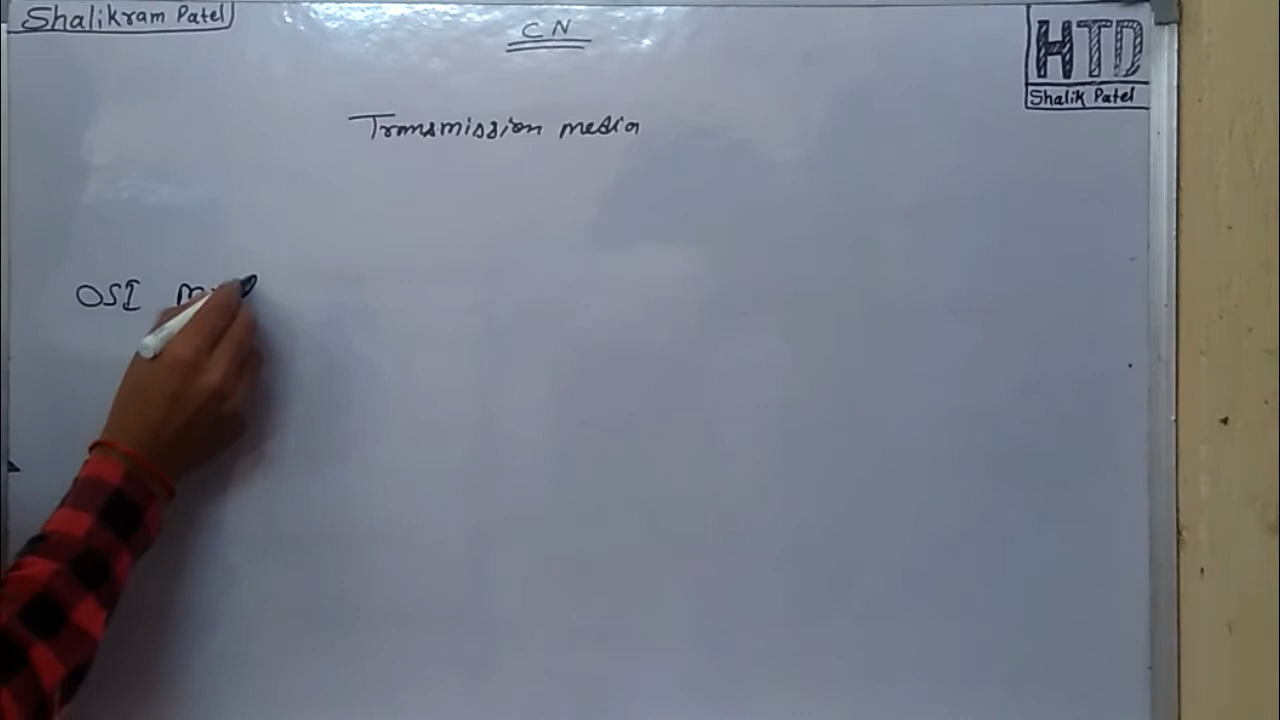 Shalikram Patel
CN
HTD
Shalik Patel
Transmission media
OSI